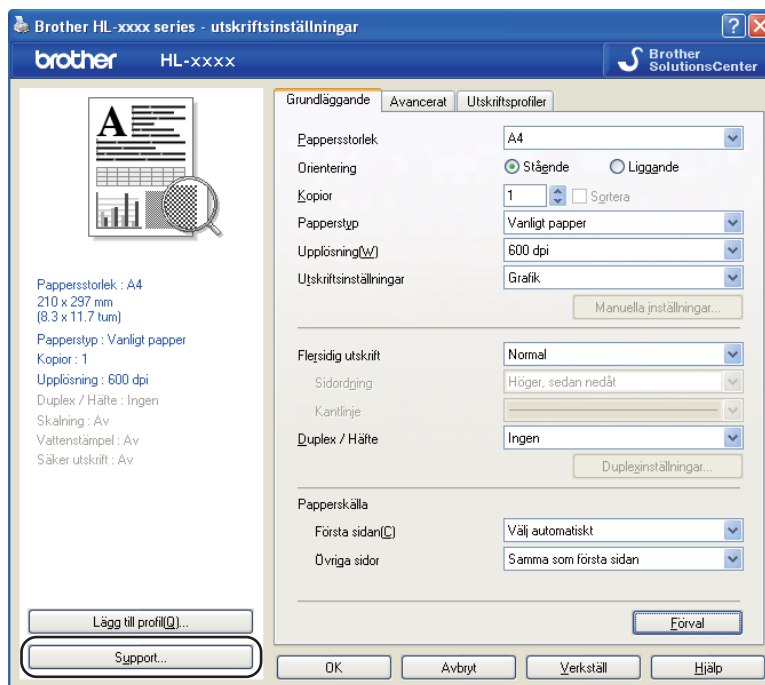 Brother HL-xxxx series - utskriftsinställningar
brother HL-xxxx
Brother
SolutionsCenter
A
Pappersstorlek : A4
210 x 297 mm
(8.3 x 11.7 tum)
Papperstyp : Vanligt papper
Kopior : 1
Upplösning : 600 dpi
Duplex / Häfte : Ingen
Skalning : Av
Vattenstämpel : Av
Säker utskrift : Av
Lägg till profil(Q)...
Support...
Grundläggande Avancerat Utskriftsprofiler
Pappersstorlek A4
Orientering Stående Liggande
Kopior 1 Sortera
Papperstyp Vanligt papper
Upplösning(W) 600 dpi
Utskriftsinställningar Grafik
Manuella inställningar...
Flersidig utskrift Normal
Sidordning Höger, sedan nedåt
Kantlinje
Duplex / Häfte Ingen
Duplexinställningar...
Papperskälla
Första sidan(C) Välj automatiskt
Övriga sidor Samma som första sidan
Förval
OK Avbryt Verkställ Hjälp